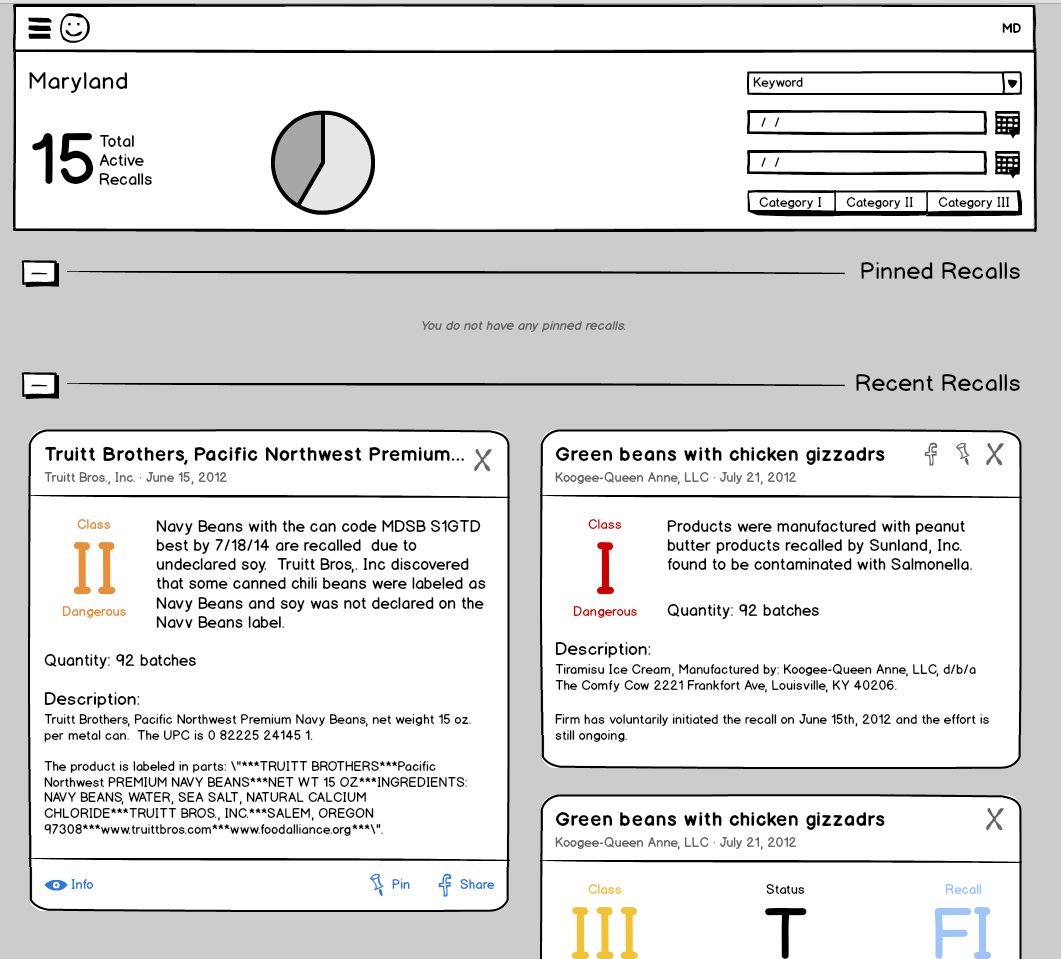 MD
Maryland
15 Total
Active
Recalls
Keyword
/ /
/ /
Category I Category II Category III
Pinned Recalls
You do not have any pinned recalls.
Recent Recalls
Truitt Brothers, Pacific Northwest Premium...
Truitt Bros., Inc. · June 15, 2012
Class
II
Dangerous
Navy Beans with the can code MDSB S1GTD
best by 7/18/14 are recalled due to
undeclared soy. Truitt Bros,. Inc discovered
that some canned chili beans were labeled as
Navy Beans and soy was not declared on the
Navy Beans label.
Quantity: 92 batches
Description:
Truitt Brothers, Pacific Northwest Premium Navy Beans, net weight 15 oz.
per metal can. The UPC is 0 82225 24145 1.
The product is labeled in parts: \"***TRUITT BROTHERS***Pacific
Northwest PREMIUM NAVY BEANS***NET WT 15 OZ***INGREDIENTS:
NAVY BEANS, WATER, SEA SALT, NATURAL CALCIUM
CHLORIDE***TRUITT BROS., INC.***SALEM, OREGON
97308***www.truittbros.com***www.foodalliance.org***\".
Info Pin Share
Green beans with chicken gizzadrs
Koogee-Queen Anne, LLC · July 21, 2012
Class
I
Dangerous
Products were manufactured with peanut
butter products recalled by Sunland, Inc.
found to be contaminated with Salmonella.
Quantity: 92 batches
Description:
Tiramisu Ice Cream, Manufactured by: Koogee-Queen Anne, LLC, d/b/a
The Comfy Cow 2221 Frankfort Ave, Louisville, KY 40206.
Firm has voluntarily initiated the recall on June 15th, 2012 and the effort is
still ongoing.
Green beans with chicken gizzadrs
Koogee-Queen Anne, LLC · July 21, 2012
Class Status Recall
III T FI